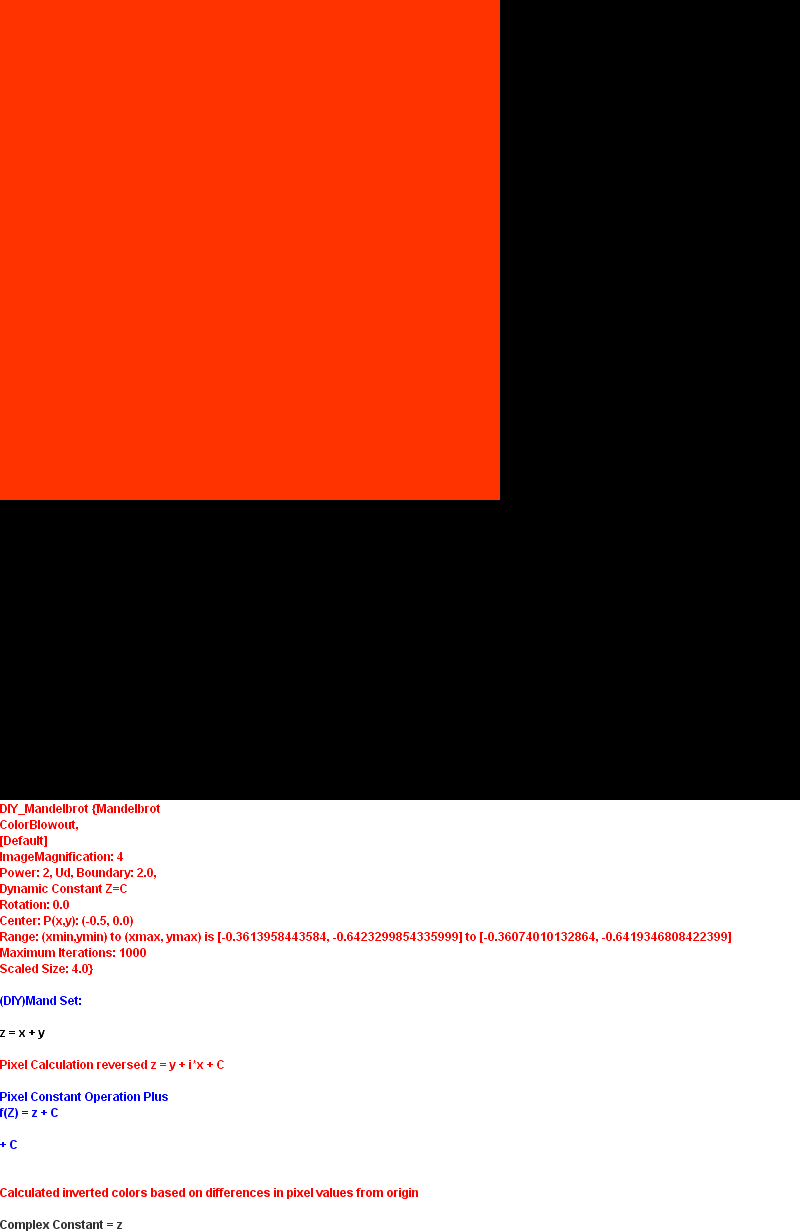 DIY_Mandelbrot {Mandelbrot
ColorBlowout,
[Default]
ImageMagnification: 4
Power: 2, Ud, Boundary: 2.0,
Dynamic Constant Z=C
Rotation: 0.0
Center: P(x,y): (-0.5, 0.0)
Range: (xmin,ymin) to (xmax, ymax) is [-0.3613958443584, -0.6423299854335999] to [-0.36074010132864, -0.6419346808422399]
Maximum Iterations: 1000
Scaled Size: 4.0}
(DIY)Mand Set:
z = x + y
Pixel Calculation reversed z = y + i*x + C
Pixel Constant Operation Plus
f(Z) = z + C
+ C
Calculated inverted colors based on differences in pixel values from origin
Complex Constant = z